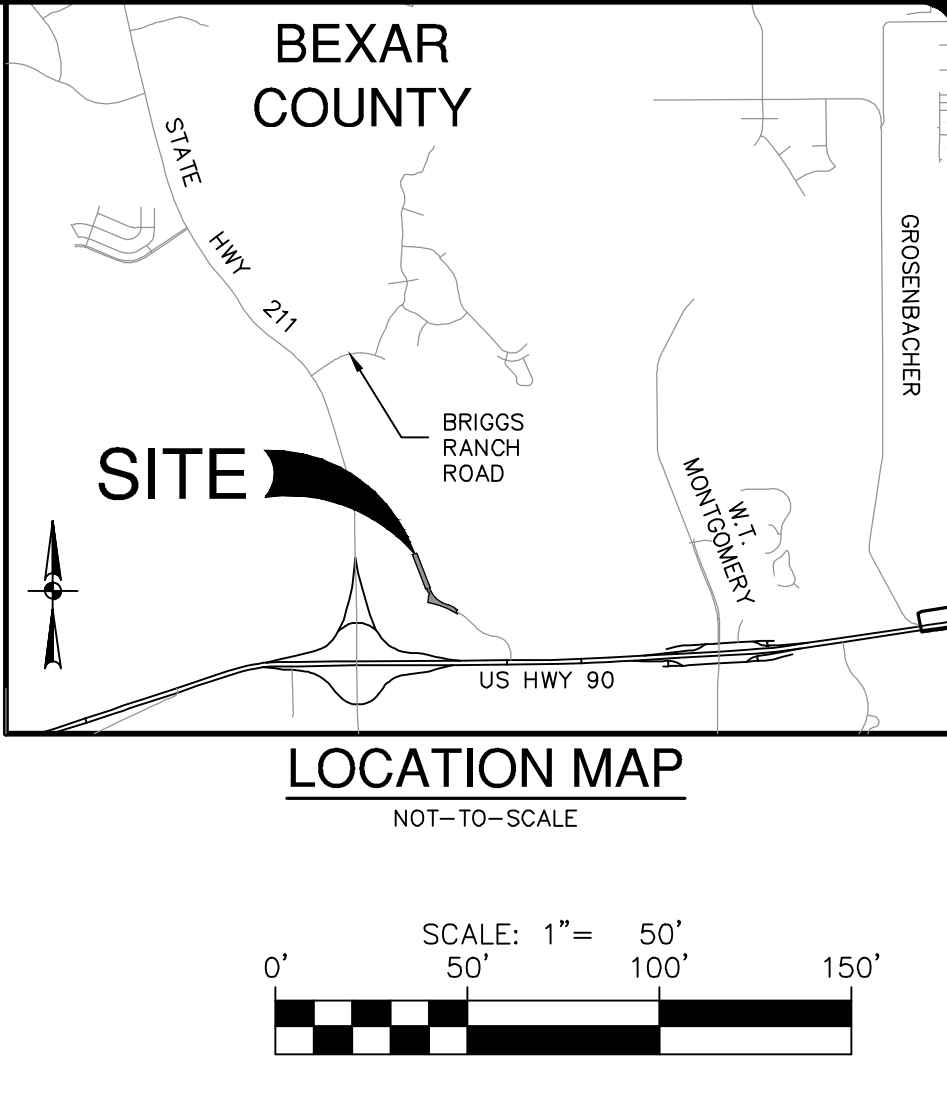 BEXAR
COUNTY
STATE
HWY
211
GROSENBACHER
BRIGGS
RANCH
ROAD
SITE
W.T.
MONTGOMERY
US HWY 90
LOCATION MAP
NOT-TO-SCALE
SCALE: 1"= 50'
0' 50' 100' 150'